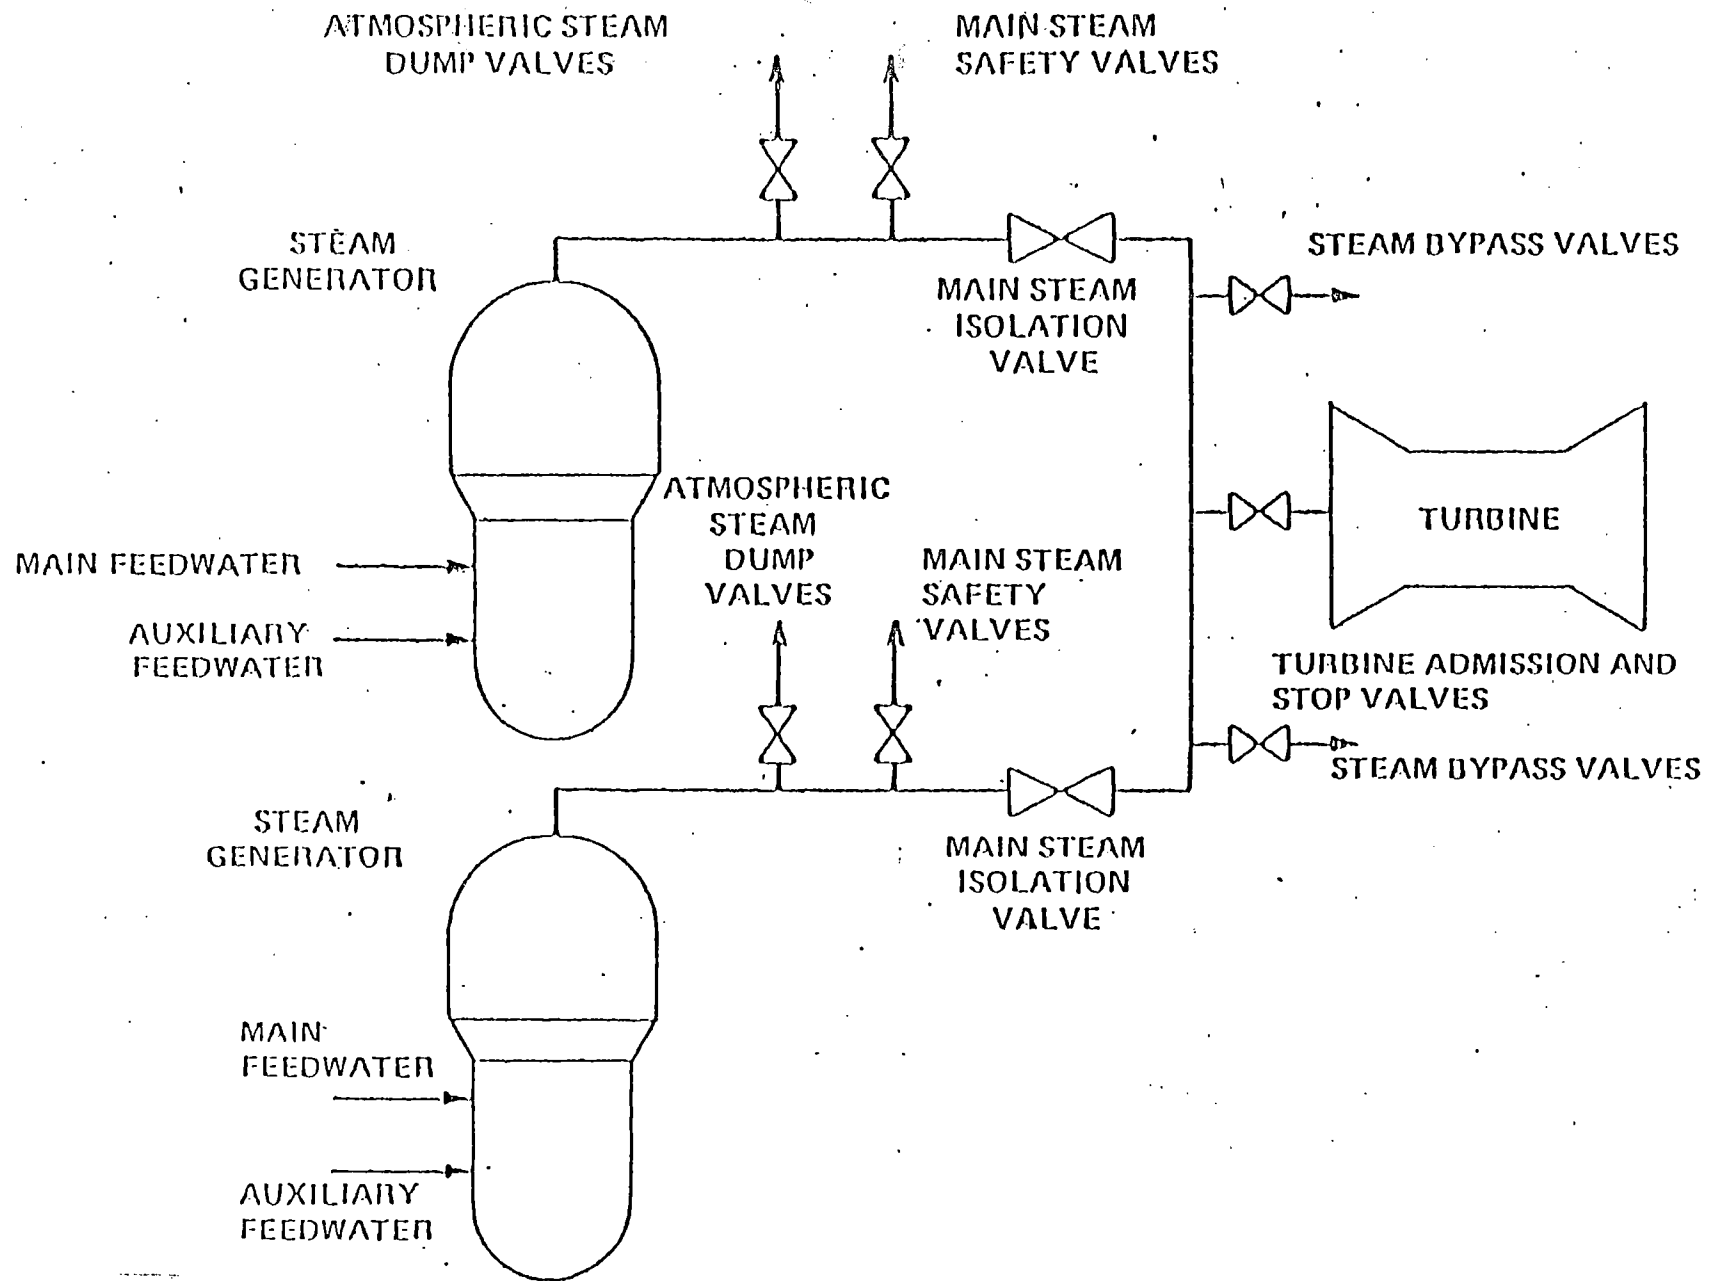 ATMOSPHERIC STEAM
DUMP VALVES
MAIN STEAM
SAFETY VALVES
STEAM
GENERATOR
STEAM BYPASS VALVES
MAIN STEAM
ISOLATION
VALVE
ATMOSPHERIC
STEAM
DUMP
VALVES
TURBINE
MAIN FEEDWATER
MAIN STEAM
SAFETY
VALVES
AUXILIARY
FEEDWATER
TURBINE ADMISSION AND
STOP VALVES
STEAM BYPASS VALVES
STEAM
GENERATOR
MAIN STEAM
ISOLATION
VALVE
MAIN
FEEDWATER
AUXILIARY
FEEDWATER